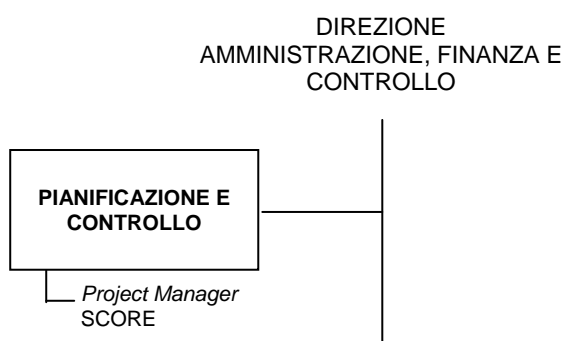 DIREZIONE
AMMINISTRAZIONE, FINANZA E
CONTROLLO
PIANIFICAZIONE E
CONTROLLO
Project Manager
SCORE